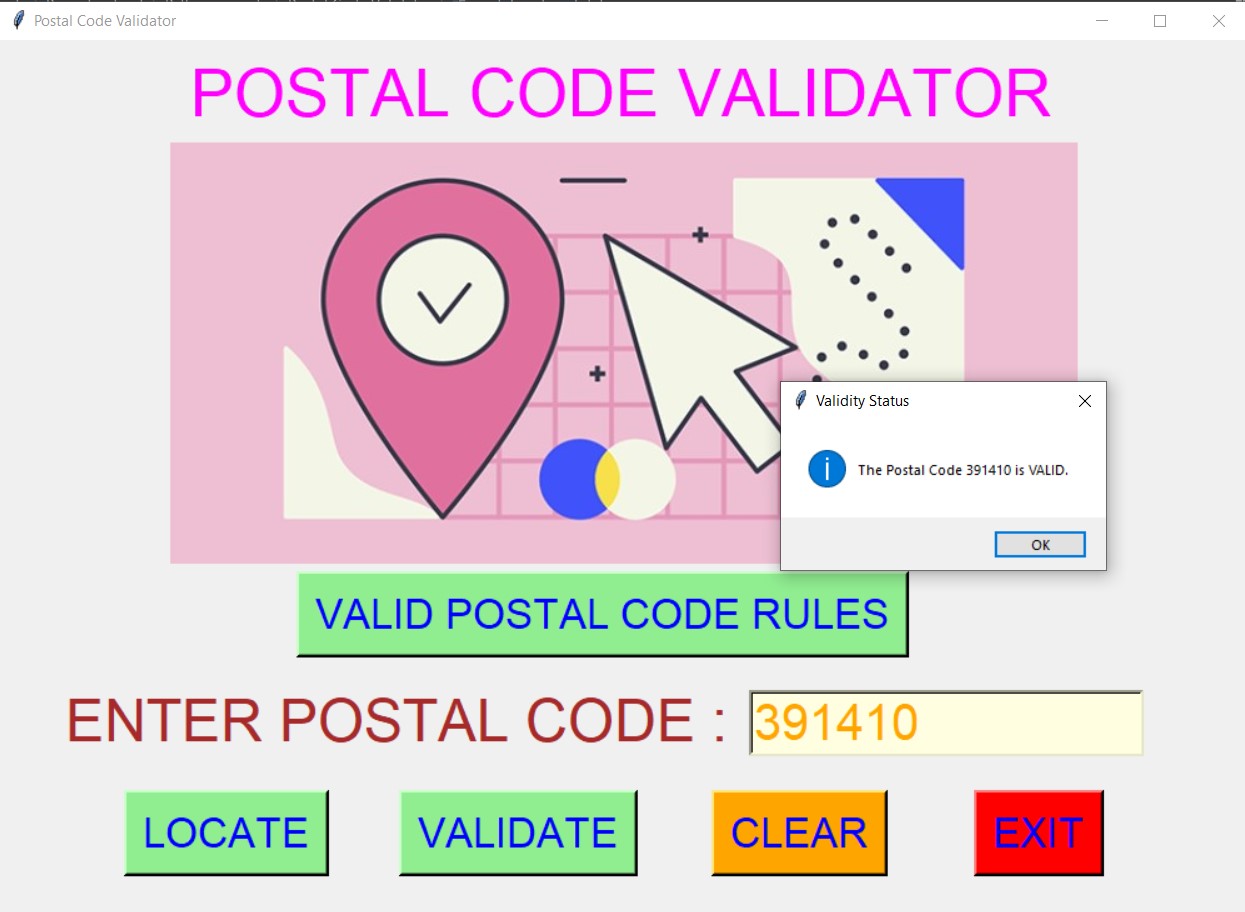 Postal Code Validator
POSTAL CODE VALIDATOR
Validity Status
The Postal Code 391410 is VALID.
OK
VALID POSTAL CODE RULES
ENTER POSTAL CODE : 391410
LOCATE VALIDATE CLEAR EXIT